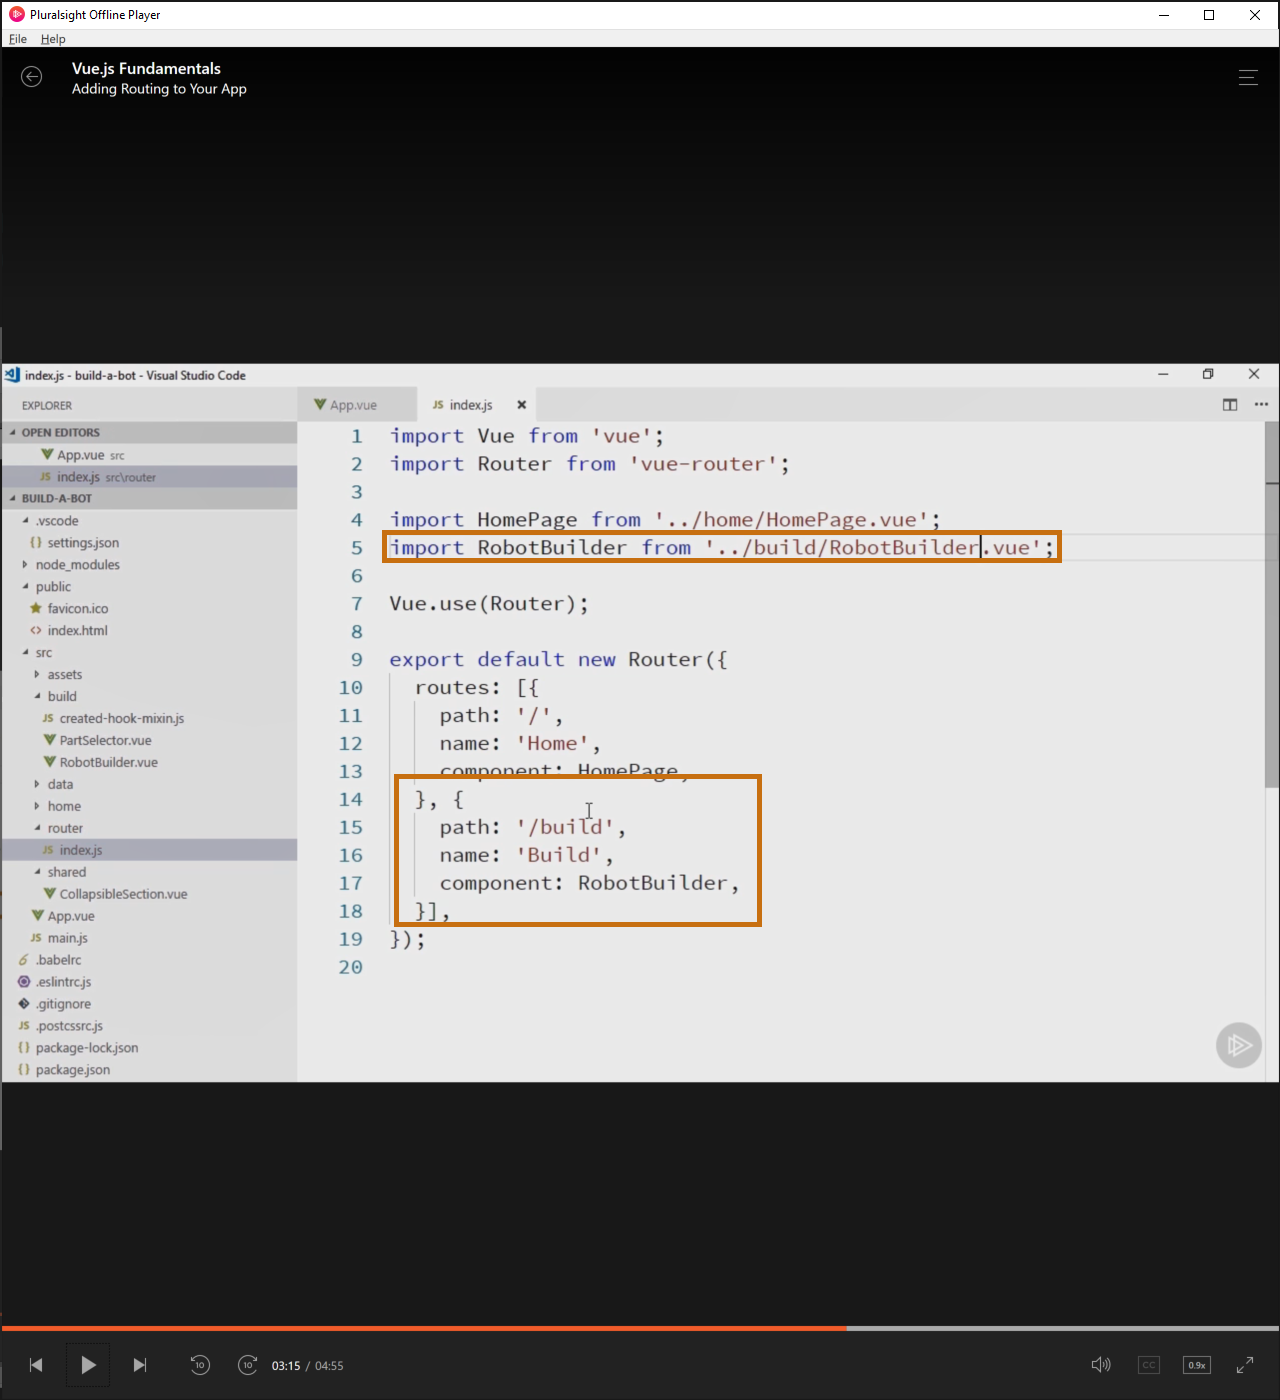 Pluralsight Offline Player
File Help
Vue.js Fundamentals
Adding Routing to Your App
index.js - build-a-bot - Visual Studio Code
EXPLORER
OPEN EDITORS
App.vue src
index.js src\router
BUILD-A-BOT
.vscode
{} settings.json
node_modules
public
favicon.ico
<> index.html
src
assets
build
JS created-hook-mixin.js
PartSelector.vue
RobotBuilder.vue
data
home
router
JS index.js
shared
CollapsibleSection.vue
App.vue
JS main.js
.babelrc
.eslintrc.js
.gitignore
JS .postcssrc.js
{} package-lock.json
{} package.json
App.vue JS index.js
1 import Vue from 'vue';
2 import Router from 'vue-router';
3
4 import HomePage from '../home/HomePage.vue';
5 import RobotBuilder from '../build/RobotBuilder.vue';
6
7 Vue.use(Router);
8
9 export default new Router({
10 routes: [{
11 path: '/',
12 name: 'Home',
13 component: HomePage,
14 }, {
15 path: '/build',
16 name: 'Build',
17 component: RobotBuilder,
18 }],
19 });
20
10 10 03:15 / 04:55 CC 0.9x